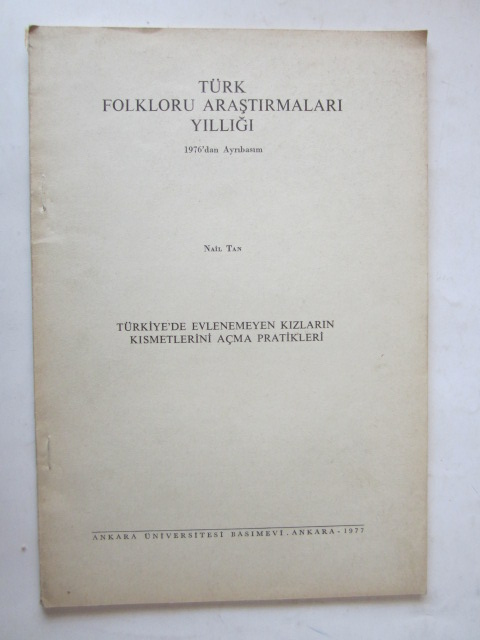 TÜRK
FOLKLORU ARAŞTIRMALARI
YILLIĞI
1976'dan Ayrıbasım
NAİL TAN
TÜRKİYE'DE EVLENEMEYEN KIZLARIN
KISMETLERİNİ AÇMA PRATİKLERİ
ANKARA ÜNİVERSİTESİ BASIMEVİ . ANKARA - 1977